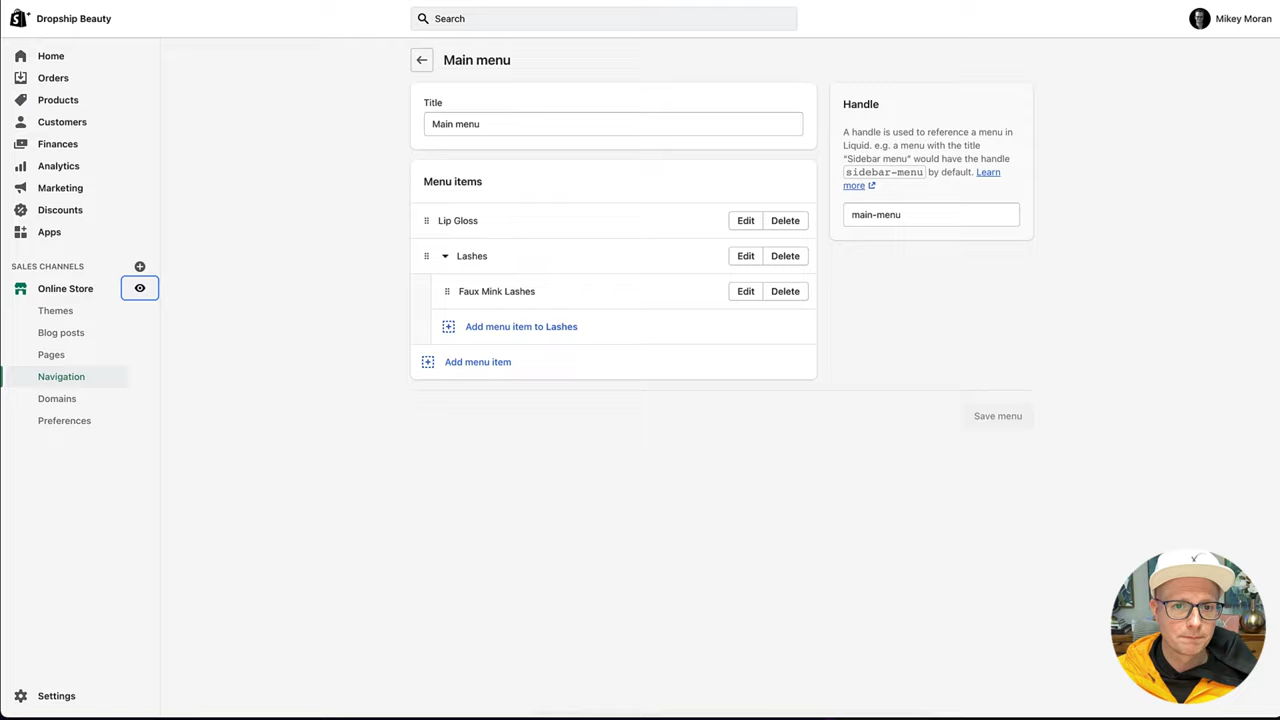 Dropship Beauty
Search
Mikey Moran
Home
Orders
Products
Customers
Finances
Analytics
Marketing
Discounts
Apps
SALES CHANNELS
Online Store
Themes
Blog posts
Pages
Navigation
Domains
Preferences
Settings
Main menu
Title
Main menu
Menu items
Lip Gloss
Edit Delete
Lashes
Edit Delete
Faux Mink Lashes
Edit Delete
Add menu item to Lashes
Add menu item
Handle
A handle is used to reference a menu in
Liquid. e.g. a menu with the title
“Sidebar menu” would have the handle
sidebar-menu by default. Learn
more
main-menu
Save menu